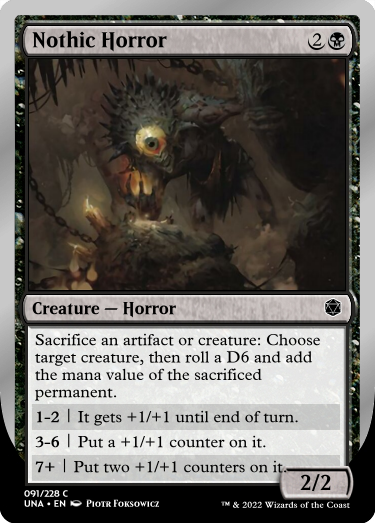 Nothic Horror 2
Creature — Horror
Sacrifice an artifact or creature: Choose
target creature, then roll a D6 and add
the mana value of the sacrificed
permanent.
1-2 | It gets +1/+1 until end of turn.
3-6 | Put a +1/+1 counter on it.
7+ | Put two +1/+1 counters on it.
2/2
091/228 C
UNA • EN Piotr Foksowicz
™ & 2022 Wizards of the Coast